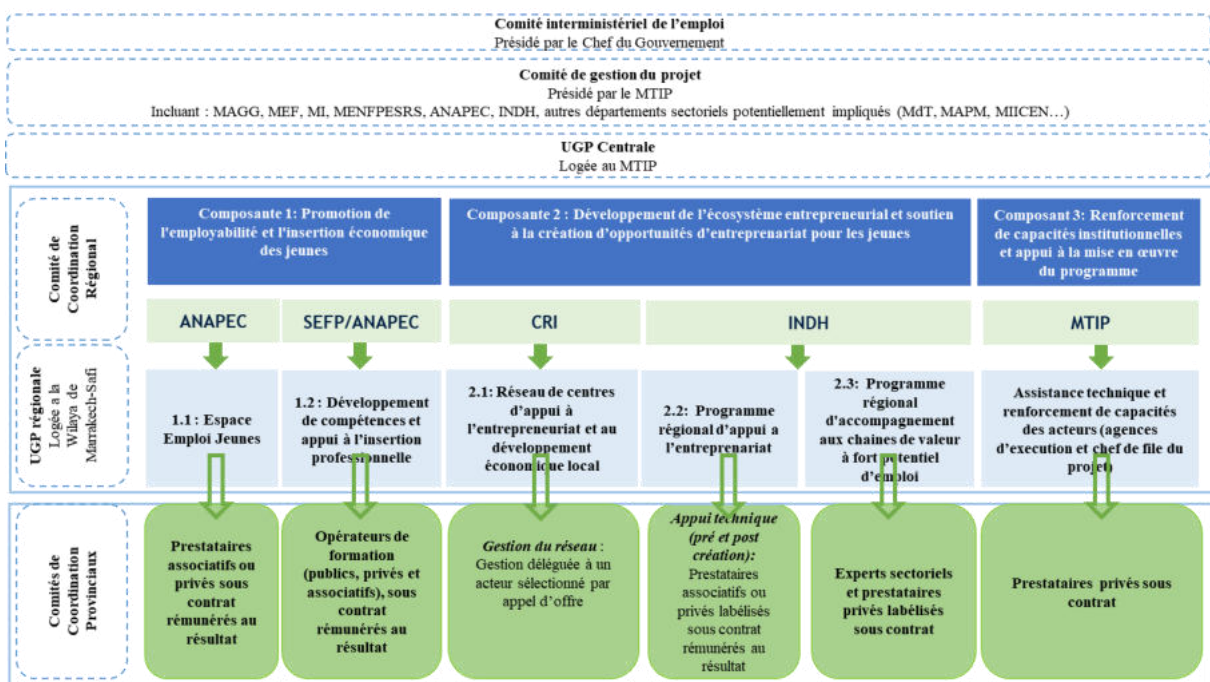 Comité interministériel de l'emploi
Présidé par le Chef du Gouvernement
Comité de gestion du projet
Présidé par le MTIP
Incluant : MAGG, MEF, MI, MENFPESRS, ANAPEC, INDH, autres départements sectoriels potentiellement impliqués (MdT, MAPM, MIICEN…)
UGP Centrale
Logée au MTIP
Comité de
Coordination
Régional
Composante 1: Promotion de
l'employabilité et l'insertion économique
des jeunes
Composante 2 : Développement de l'écosystème entrepreneurial et soutien
à la création d'opportunités d'entreprenariat pour les jeunes
Composant 3: Renforcement
de capacités institutionnelles
et appui à la mise en œuvre
du programme
ANAPEC
SEFP/ANAPEC
CRI
INDH
MTIP
UGP régionale
Logée a la
Wilaya de
Marrakech-Safi
1.1 : Espace
Emploi Jeunes
1.2 : Développement
de compétences et
appui à l'insertion
professionnelle
2.1: Réseau de centres
d'appui à
l'entrepreneuriat et au
développement
économique local
2.2: Programme
régional d'appui a
l'entreprenariat
2.3: Programme
régional
d'accompagnement
aux chaines de valeur
à fort potentiel
d'emploi
Assistance technique et
renforcement de capacités
des acteurs (agences
d'execution et chef de file du
projet)
Comités de
Coordination
Provinciaux
Prestataires
associatifs ou
privés sous
contrat
rémunérés au
résultat
Opérateurs de
formation
(publics, privés et
associatifs), sous
contrat
rémunérés au
résultat
Gestion du réseau :
Gestion déléguée à un
acteur sélectionné par
appel d'offre
Appui technique
(pré et post
création):
Prestataires
associatifs ou
privés labélisés
sous contrat
rémunérés au
résultat
Experts sectoriels
et prestataires
privés labélisés
sous contrat
Prestataires privés sous
contrat